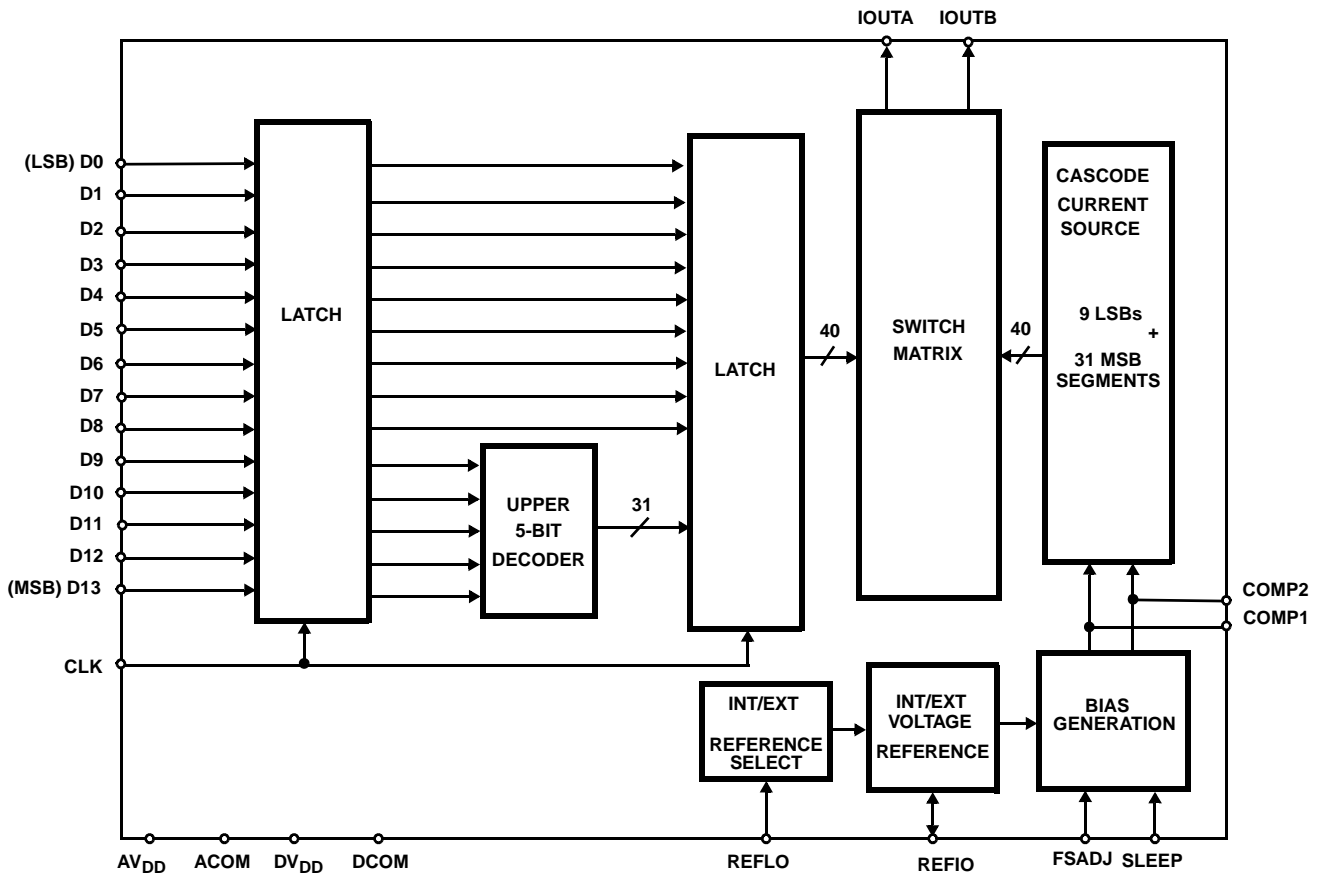 IOUTA IOUTB
(LSB) D0
D1
D2
D3
D4
D5
D6
D7
D8
D9
D10
D11
D12
(MSB) D13
CLK
LATCH
UPPER
5-BIT
DECODER
31
LATCH
40
SWITCH
MATRIX
40
CASCODE
CURRENT
SOURCE
9 LSBs
+
31 MSB
SEGMENTS
COMP2
COMP1
INT/EXT
REFERENCE
SELECT
INT/EXT
VOLTAGE
REFERENCE
BIAS
GENERATION
AVDD ACOM DVDD DCOM REFLO REFIO FSADJ SLEEP